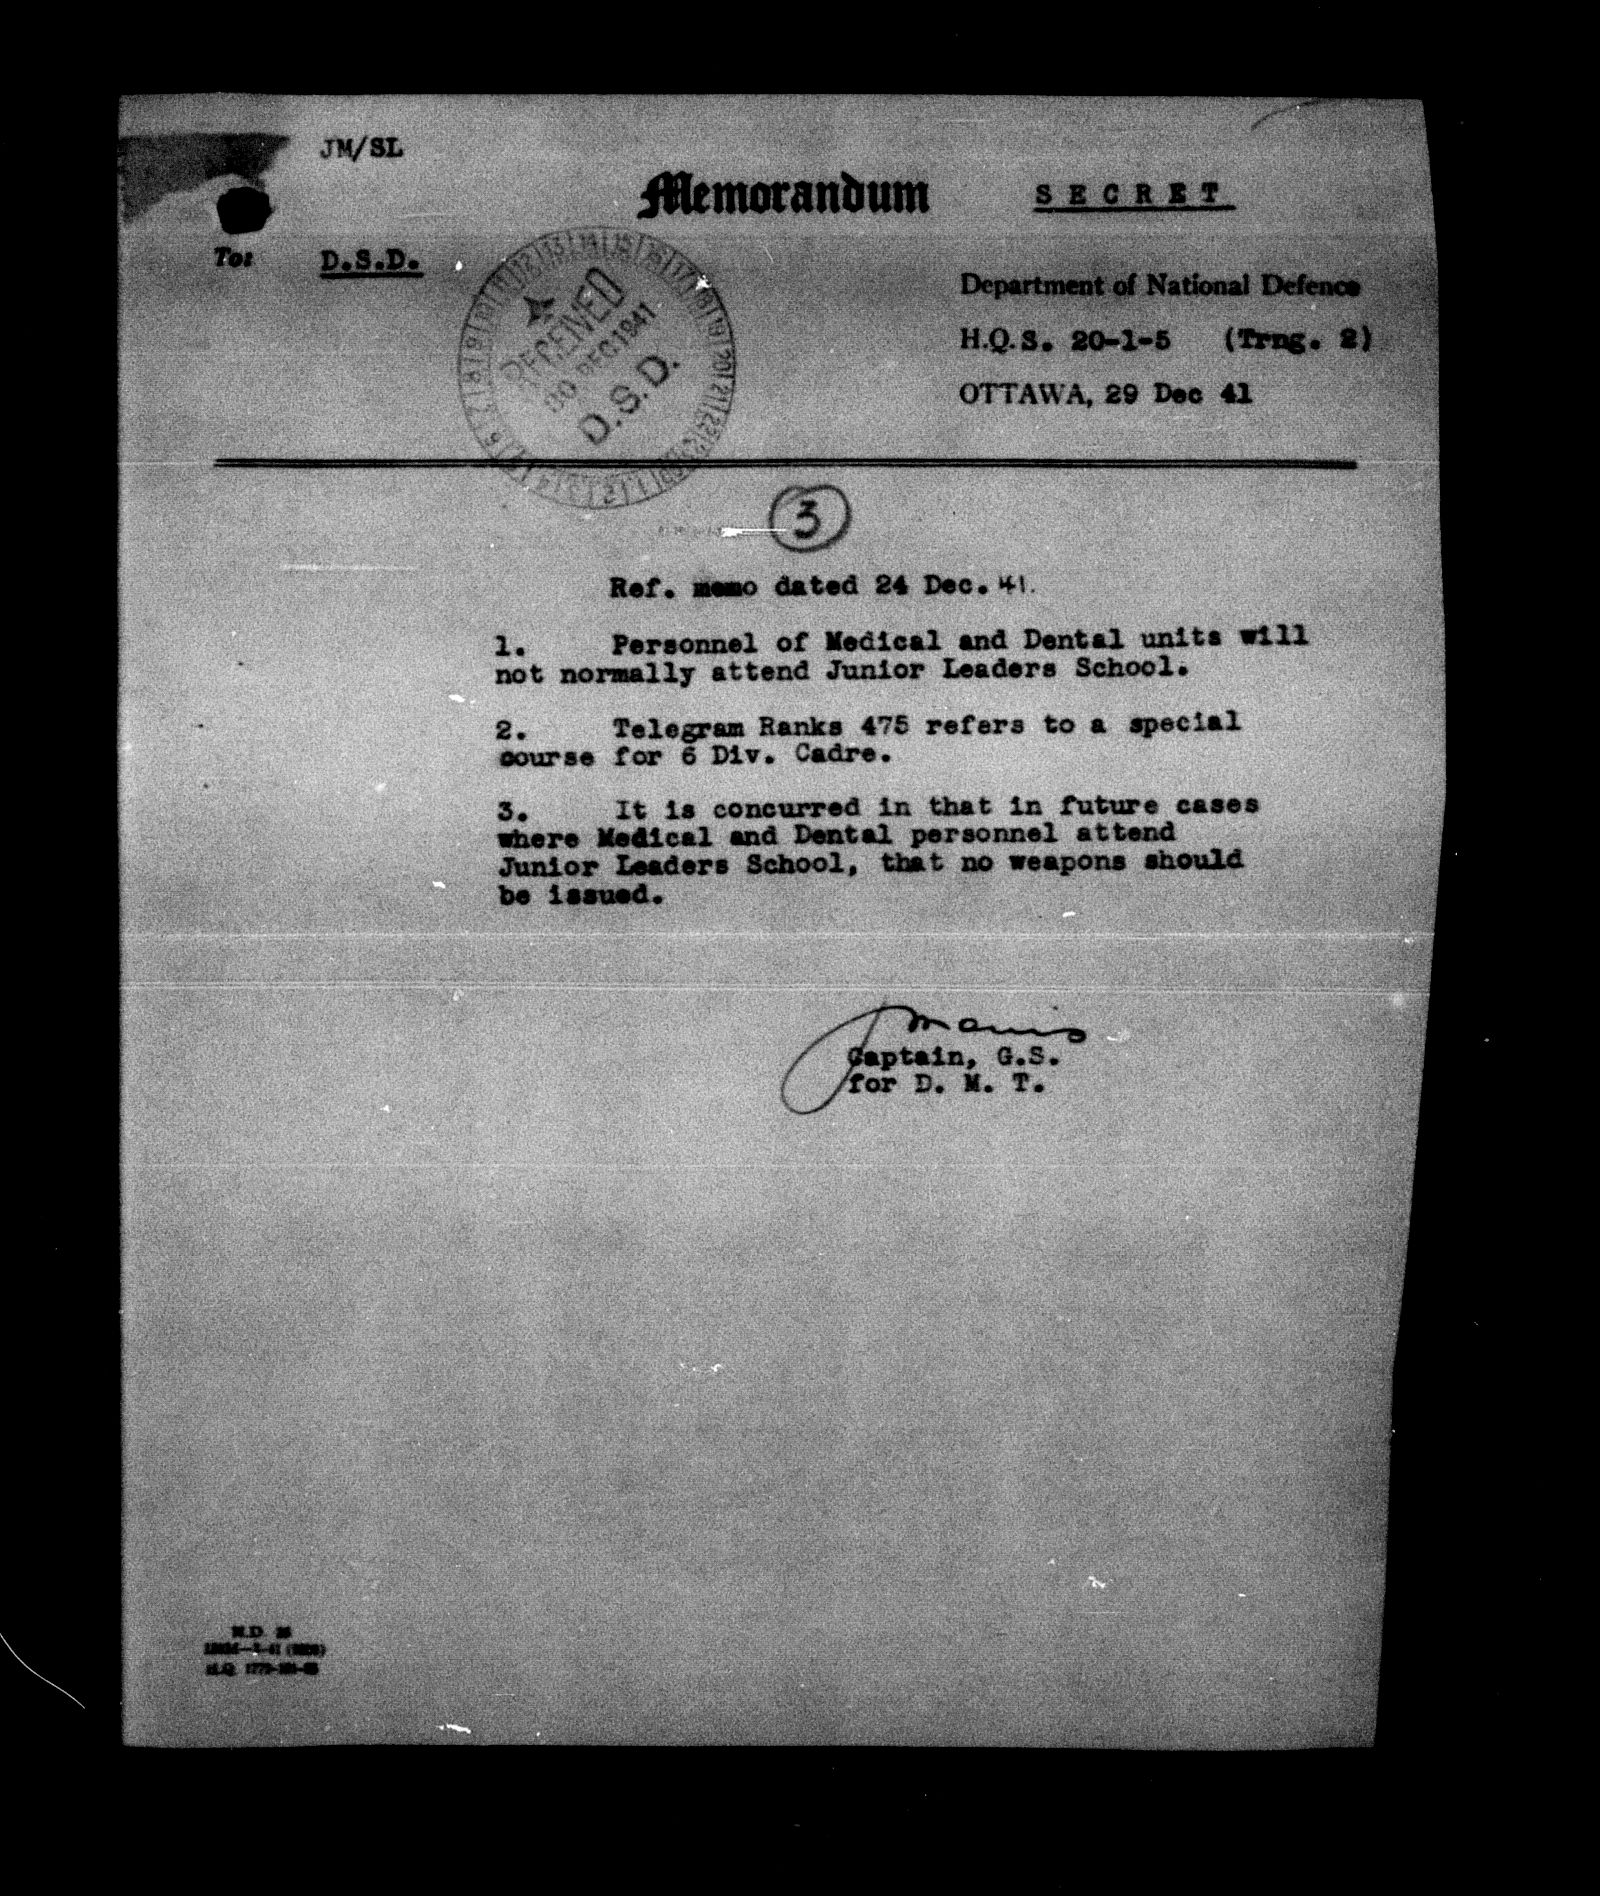 JM/SL
Memorandum
SECRET
To: D.S.D.
RECEIVED
30 DEC 1941
D.S.D.
Department of National Defence
H.Q.S. 20-1-5 (Trng. 2)
OTTAWA, 29 Dec 41
3
Ref. memo dated 24 Dec. 41.
1. Personnel of Medical and Dental units will
not normally attend Junior Leaders School.
2. Telegram Ranks 475 refers to a special
course for 6 Div. Cadre.
3. It is concurred in that in future cases
where Medical and Dental personnel attend
Junior Leaders School, that no weapons should
be issued.
Captain, G.S.
for D. M. T.
N.D.
H.Q.